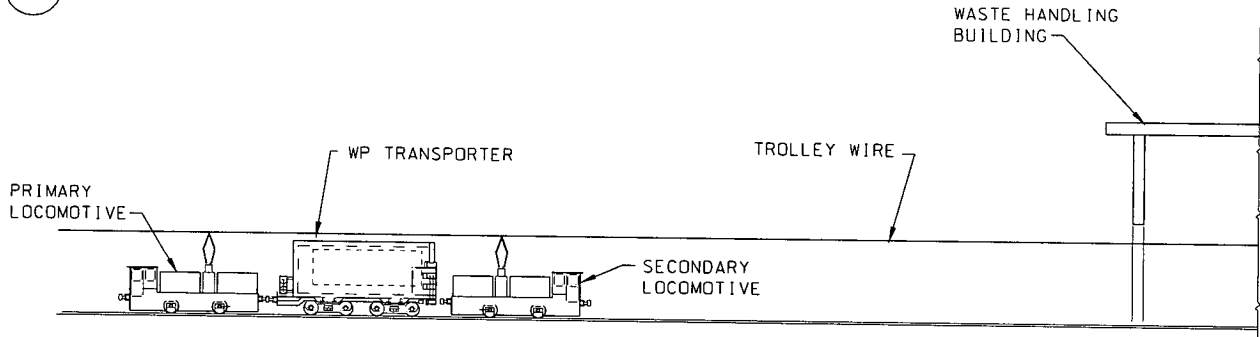 WASTE HANDLING
BUILDING
WP TRANSPORTER
TROLLEY WIRE
PRIMARY
LOCOMOTIVE
SECONDARY
LOCOMOTIVE